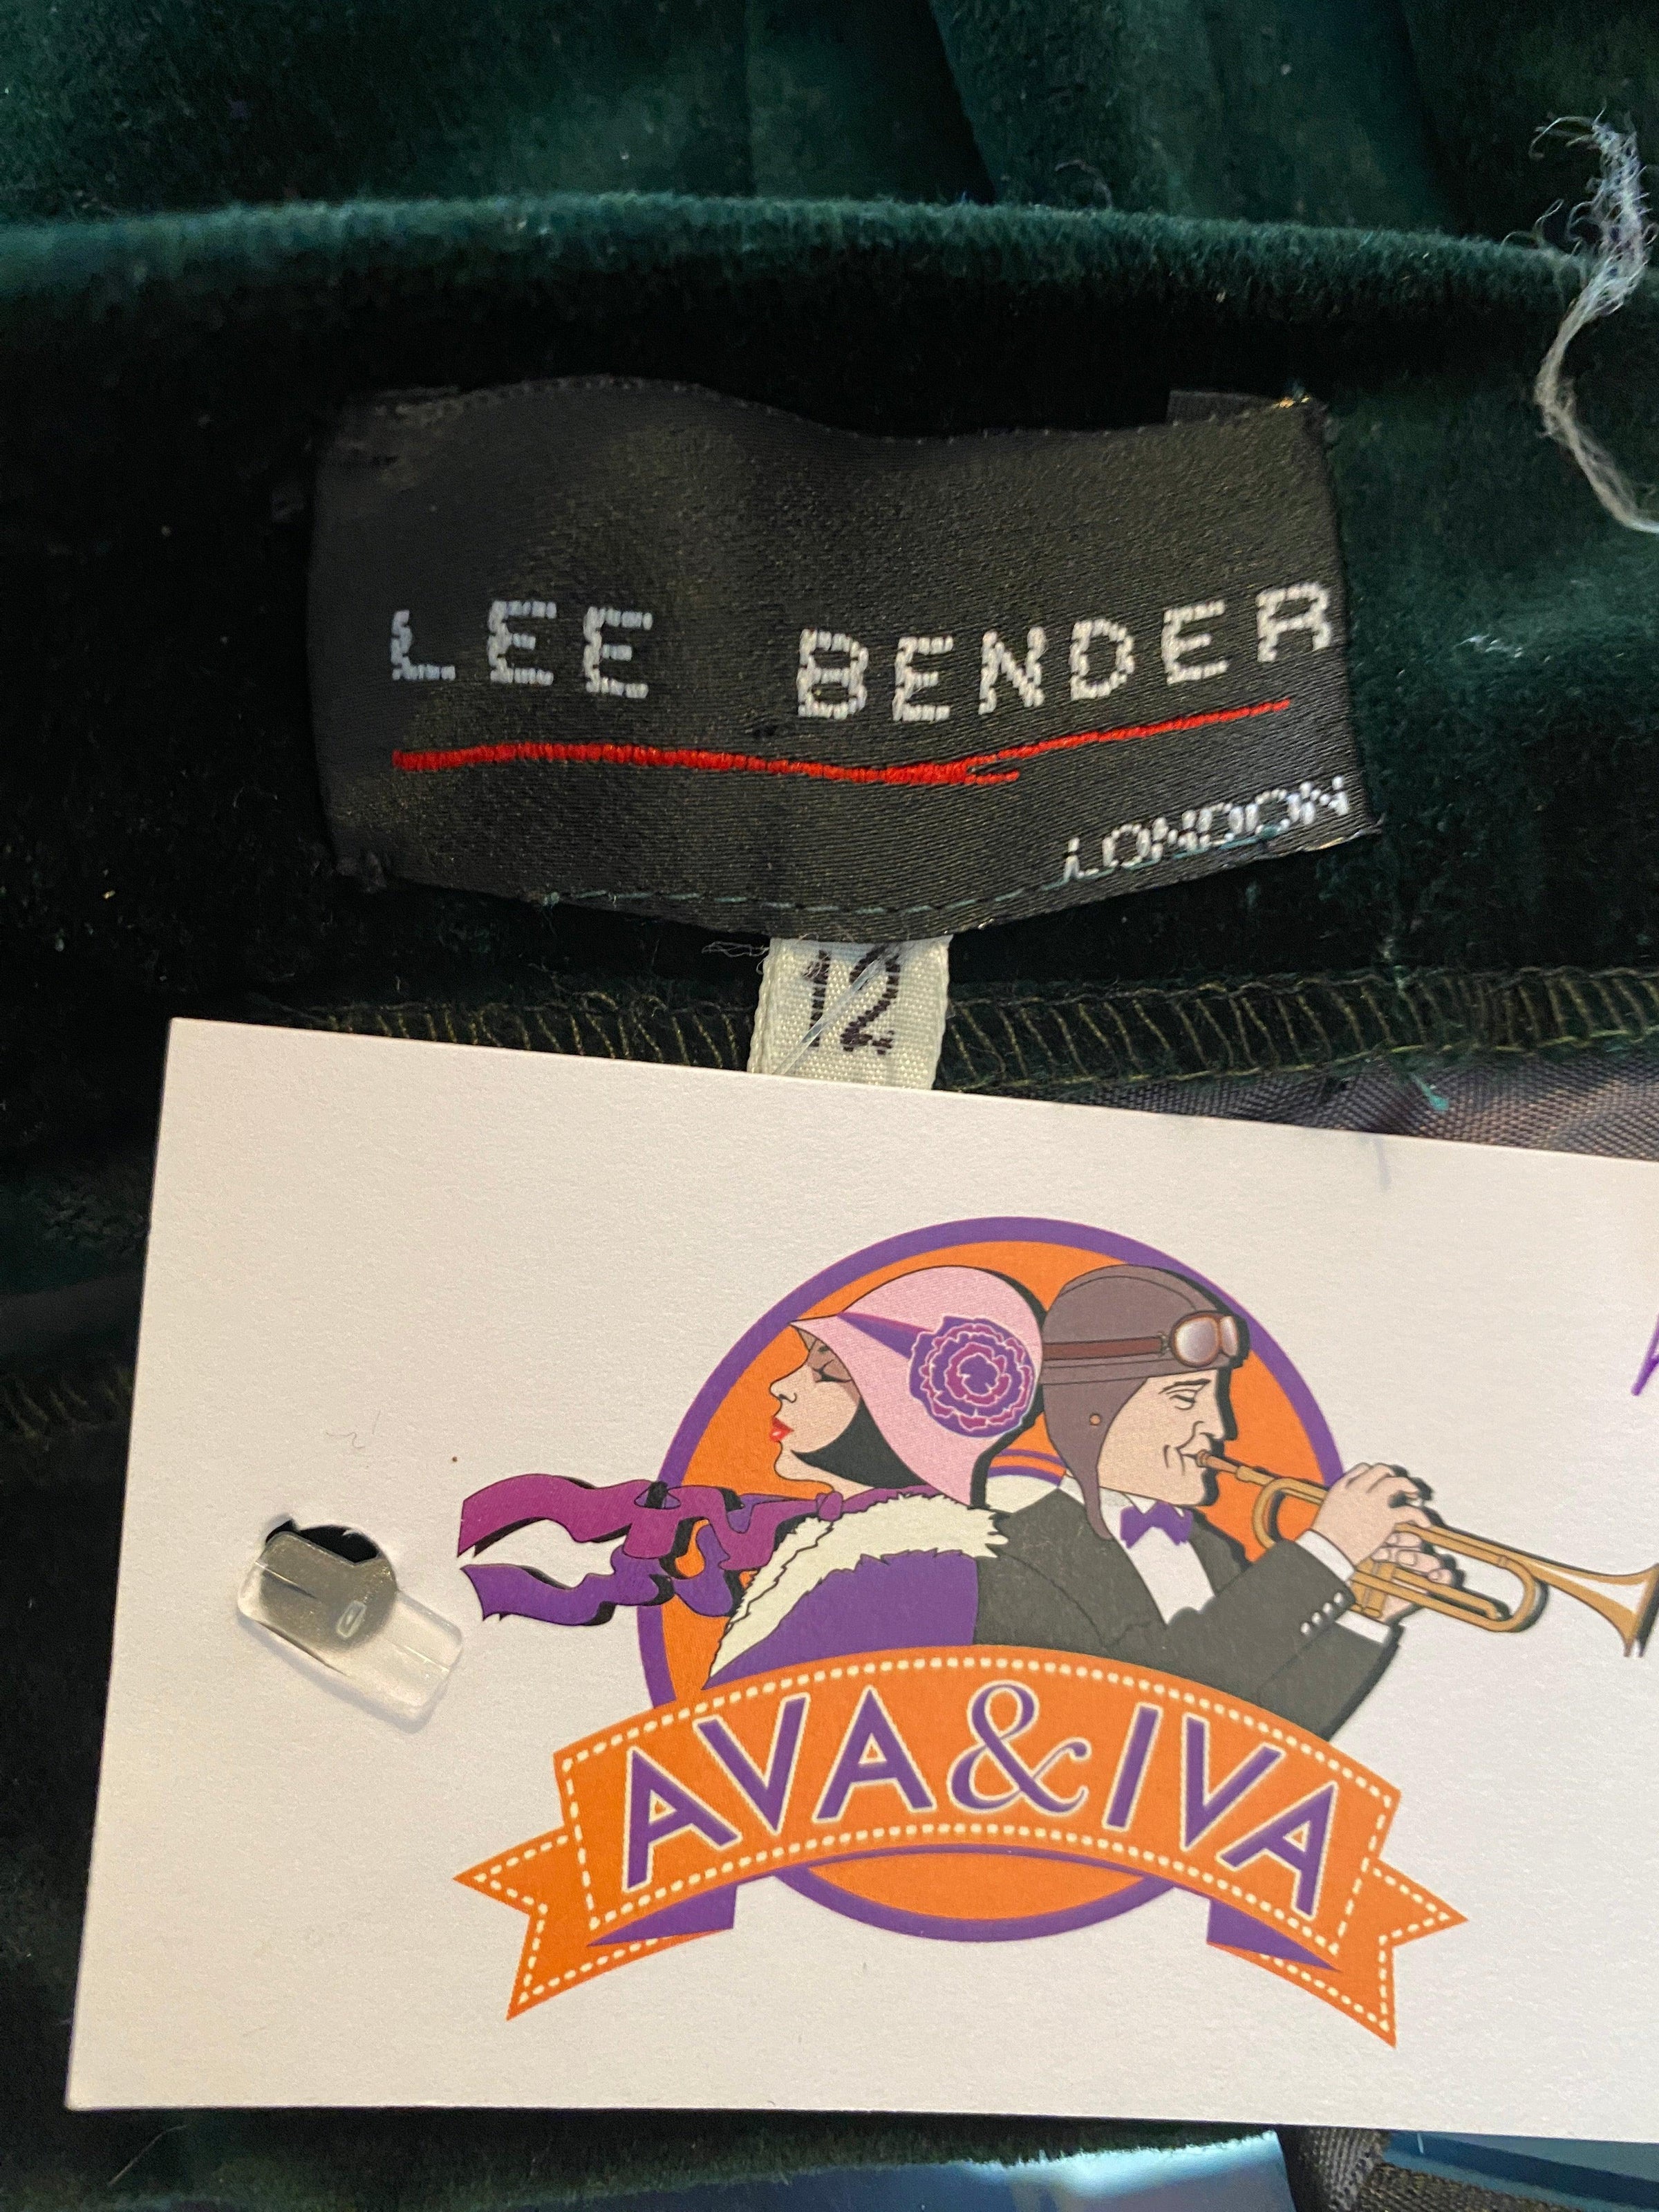 LEE BENDER
LONDON
12
AVA & IVA